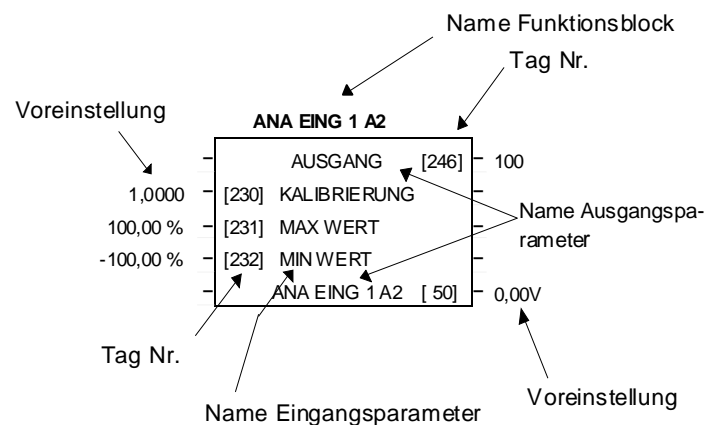 Name Funktionsblock
Tag Nr.
Voreinstellung
ANA EING 1 A2
AUSGANG [246] 100
1,0000 [230] KALIBRIERUNG
100,00 % [231] MAX WERT
-100,00 % [232] MIN WERT
ANA EING 1 A2 [ 50] 0,00V
Name Ausgangspa-
rameter
Tag Nr.
Name Eingangsparameter
Voreinstellung